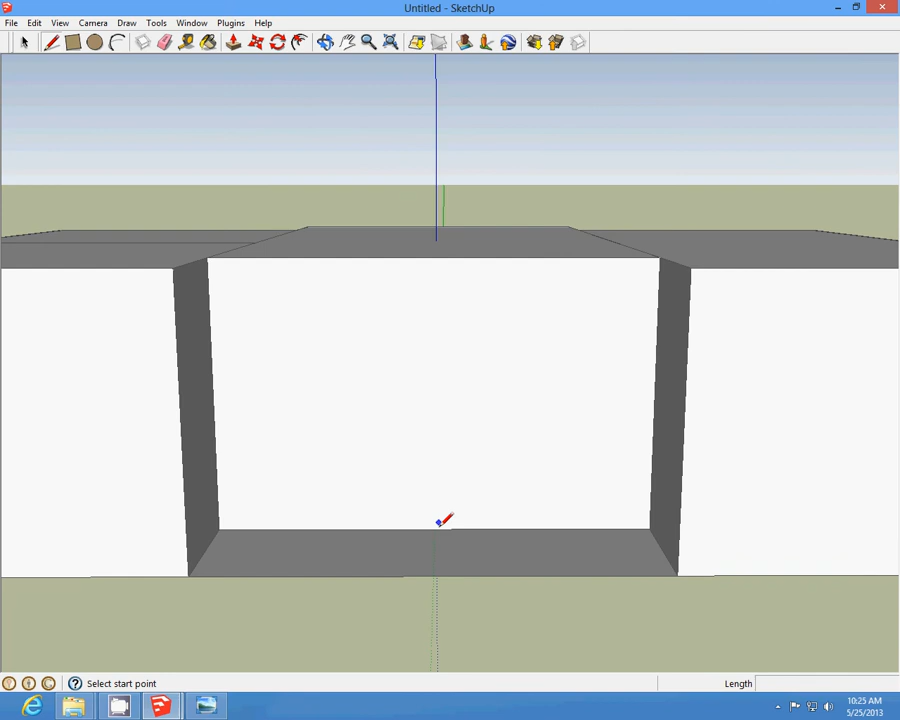 Untitled - SketchUp
File Edit View Camera Draw Tools Window Plugins Help
Select start point
Length
10:25 AM
5/25/2013